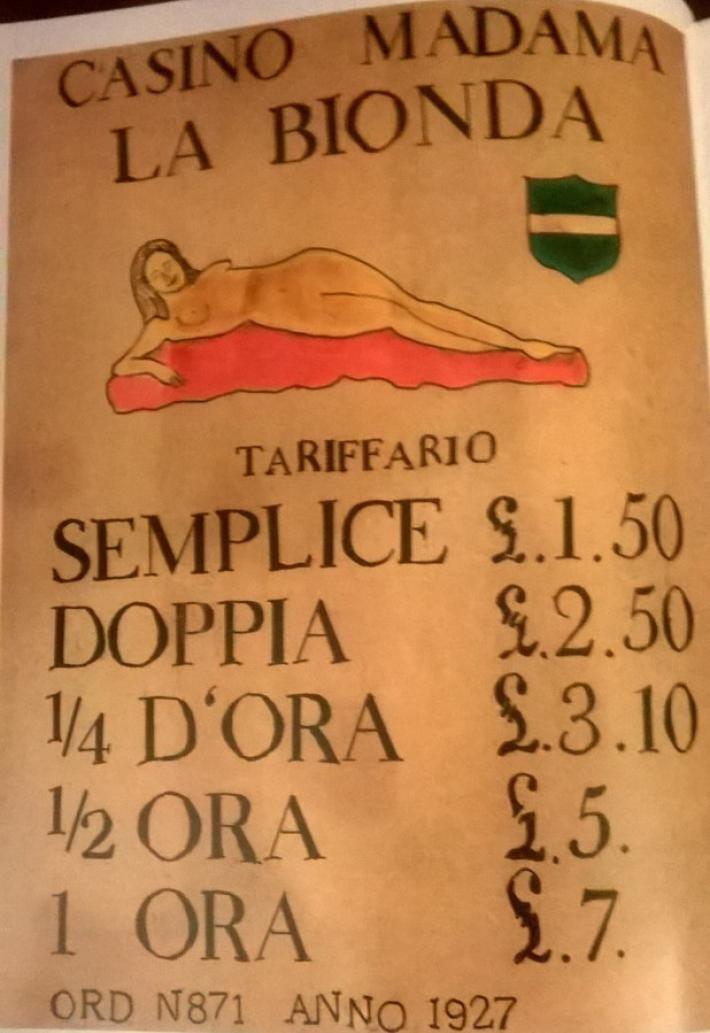 CASINO MADAMA
LA BIONDA
TARIFFARIO
SEMPLICE £.1.50
DOPPIA £.2.50
1/4 D'ORA £.3.10
1/2 ORA £.5.
1 ORA £.7.
ORD N871 ANNO 1927